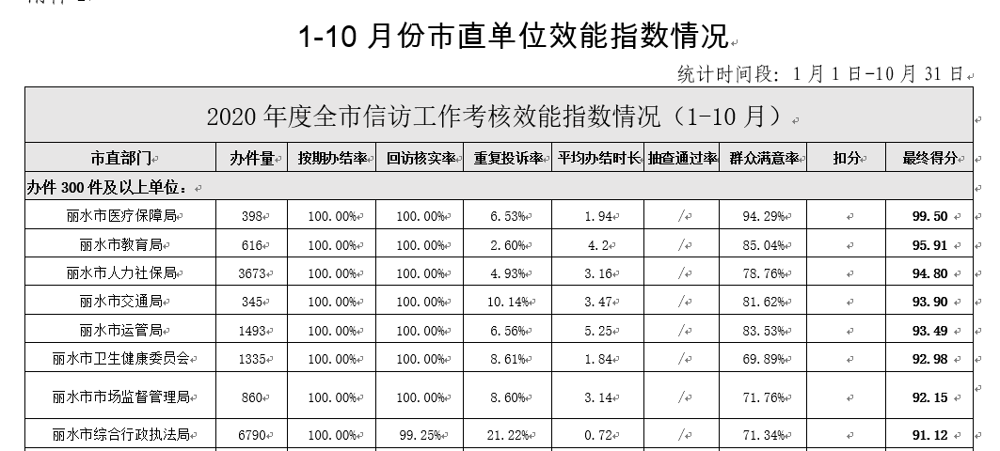 1-10 月份市直单位效能指数情况
统计时间段: 1 月 1 日-10 月 31 日
2020 年度全市信访工作考核效能指数情况（1-10 月）
市直部门 办件量 按期办结率 回访核实率 重复投诉率 平均办结时长 抽查通过率 群众满意率 扣分 最终得分
办件 300 件及以上单位：
丽水市医疗保障局 398 100.00% 100.00% 6.53% 1.94 / 94.29% 99.50
丽水市教育局 616 100.00% 100.00% 2.60% 4.2 / 85.04% 95.91
丽水市人力社保局 3673 100.00% 100.00% 4.93% 3.16 / 78.76% 94.80
丽水市交通局 345 100.00% 100.00% 10.14% 3.47 / 81.62% 93.90
丽水市运管局 1493 100.00% 100.00% 6.56% 5.25 / 83.53% 93.49
丽水市卫生健康委员会 1335 100.00% 100.00% 8.61% 1.84 / 69.89% 92.98
丽水市市场监督管理局 860 100.00% 100.00% 8.60% 3.14 / 71.76% 92.15
丽水市综合行政执法局 6790 100.00% 99.25% 21.22% 0.72 / 71.34% 91.12